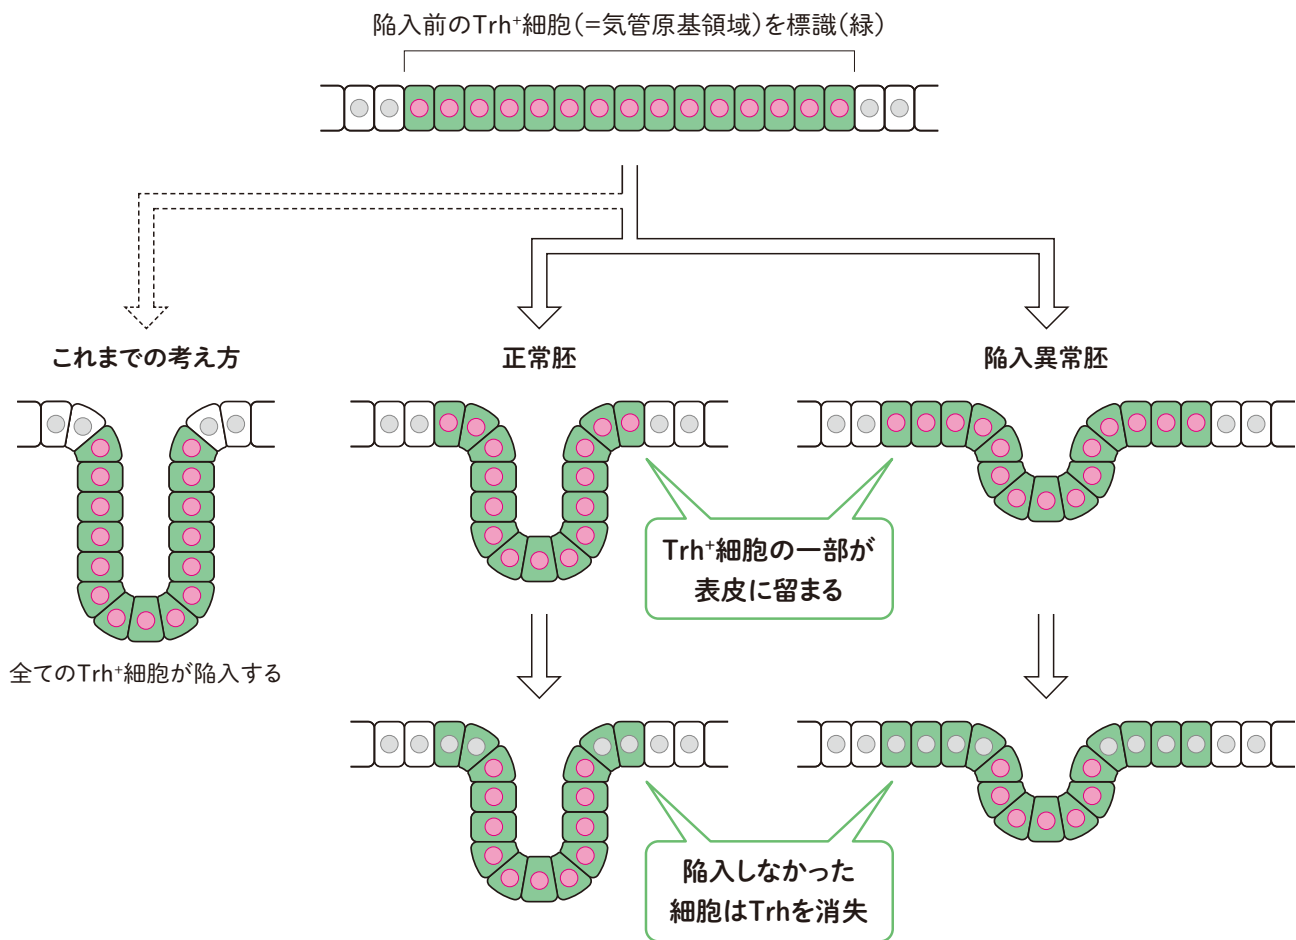 陥入前のTrh⁺細胞(=気管原基領域)を標識(緑)
これまでの考え方
正常胚
陥入異常胚
Trh⁺細胞の一部が
表皮に留まる
全てのTrh⁺細胞が陥入する
陥入しなかった
細胞はTrhを消失